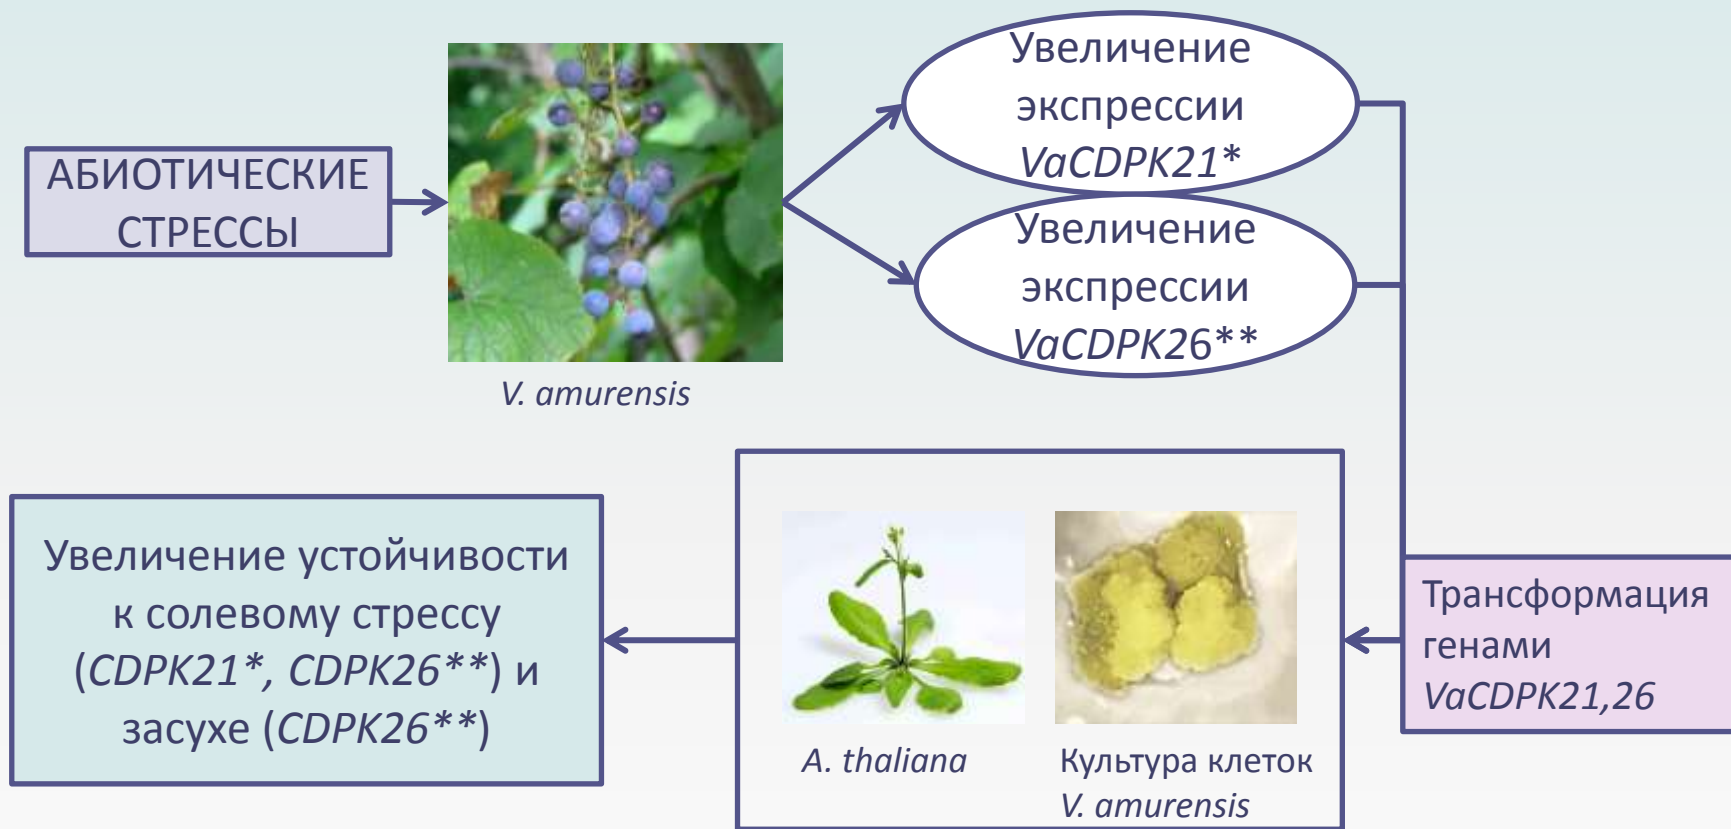 АБИОТИЧЕСКИЕ
СТРЕССЫ
V. amurensis
Увеличение
экспрессии
VaCDPK21*
Увеличение
экспрессии
VaCDPK26**
Трансформация
генами
VaCDPK21,26
A. thaliana
Культура клеток
V. amurensis
Увеличение устойчивости
к солевому стрессу
(CDPK21*, CDPK26**) и
засухе (CDPK26**)